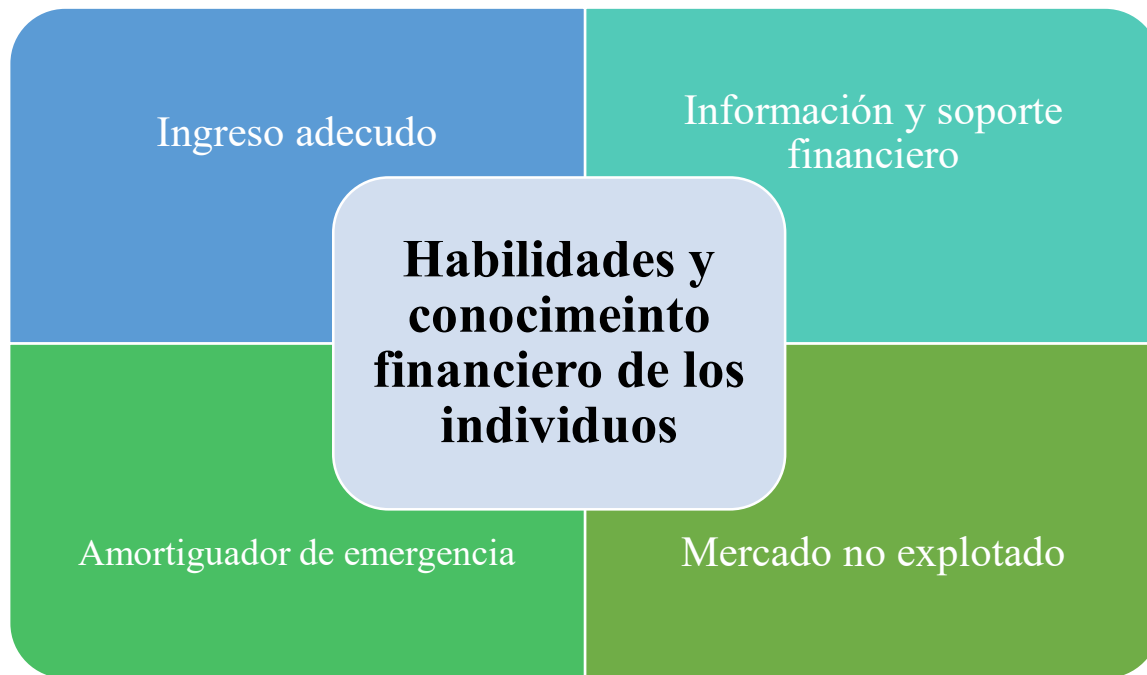 Ingreso adecudo
Información y soporte
financiero
Habilidades y
conocimeinto
financiero de los
individuos
Amortiguador de emergencia
Mercado no explotado